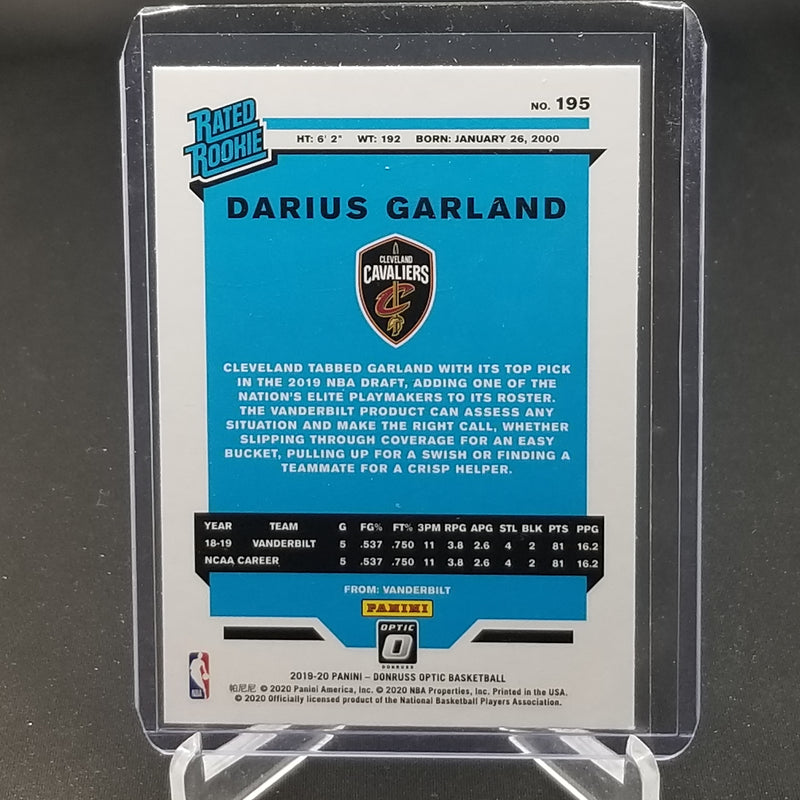 NO. 195
RATED
ROOKIE
HT: 6' 2" WT: 192 BORN: JANUARY 26, 2000
DARIUS GARLAND
CLEVELAND
CAVALIERS
C
CLEVELAND TABBED GARLAND WITH ITS TOP PICK
IN THE 2019 NBA DRAFT, ADDING ONE OF THE
NATION'S ELITE PLAYMAKERS TO ITS ROSTER.
THE VANDERBILT PRODUCT CAN ASSESS ANY
SITUATION AND MAKE THE RIGHT CALL, WHETHER
SLIPPING THROUGH COVERAGE FOR AN EASY
BUCKET, PULLING UP FOR A SWISH OR FINDING A
TEAMMATE FOR A CRISP HELPER.
YEAR TEAM G FG% FT% 3PM RPG APG STL BLK PTS PPG
18-19 VANDERBILT 5 .537 .750 11 3.8 2.6 4 2 81 16.2
NCAA CAREER 5 .537 .750 11 3.8 2.6 4 2 81 16.2
FROM: VANDERBILT
PANINI
OPTIC
O
DONRUSS
NBA
2019-20 PANINI – DONRUSS OPTIC BASKETBALL
帕尼尼 © 2020 Panini America, Inc. © 2020 NBA Properties, Inc. Printed in the USA.
© 2020 Officially licensed product of the National Basketball Players Association.